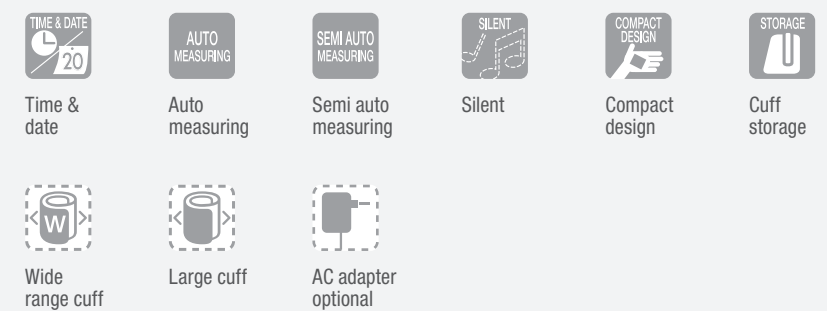 TIME & DATE
20
AUTO
MEASURING
SEMI AUTO
MEASURING
SILENT
COMPACT
DESIGN
STORAGE
Time &
date
Auto
measuring
Semi auto
measuring
Silent
Compact
design
Cuff
storage
W
Wide
range cuff
Large cuff
AC adapter
optional